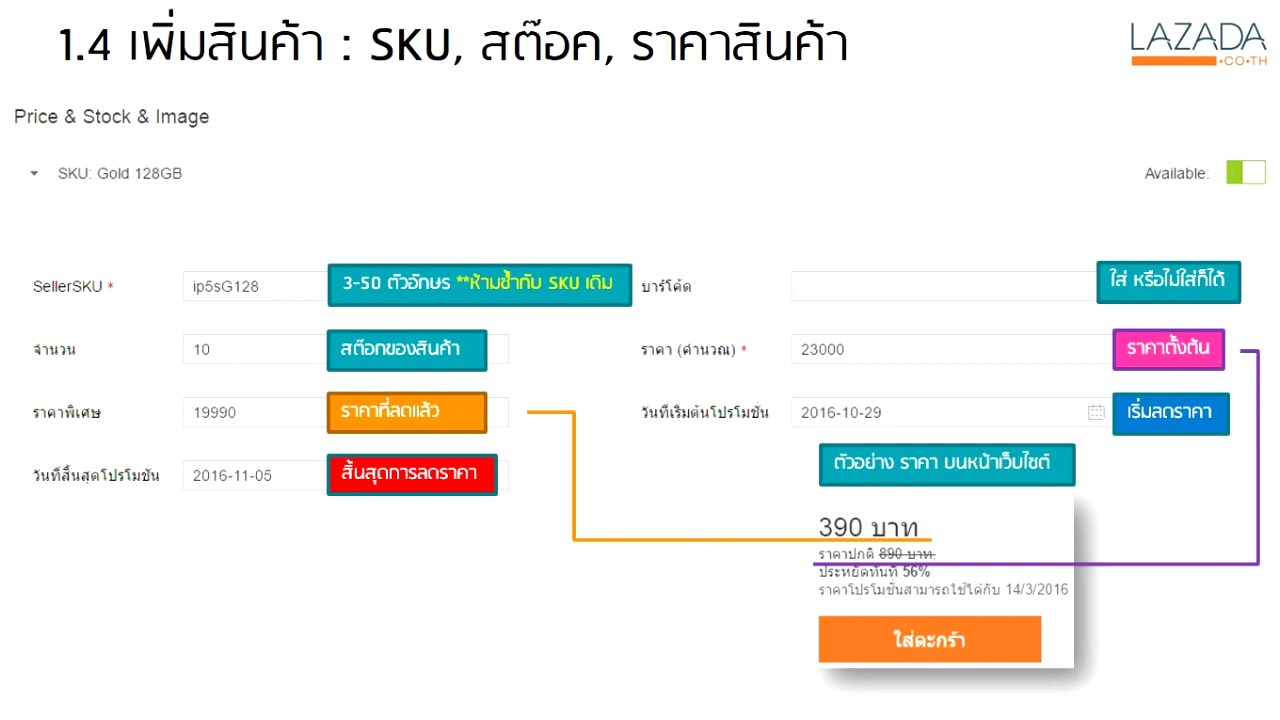 1.4 เพิ่มสินค้า : SKU, สต๊อค, ราคาสินค้า
LAZADA
•CO•TH
Price & Stock & Image
SKU: Gold 128GB
Available:
SellerSKU *
ip5sG128
3-50 ตัวอักษร **ห้ามซ้ำกับ SKU เดิม
บาร์โค้ด
ใส่ หรือไม่ใส่ก็ได้
จำนวน
10
สต๊อกของสินค้า
ราคา (คำนวณ) *
23000
ราคาตั้งต้น
ราคาพิเศษ
19990
ราคาที่ลดแล้ว
วันที่เริ่มต้นโปรโมชั่น
2016-10-29
เริ่มลดราคา
วันที่สิ้นสุดโปรโมชั่น
2016-11-05
สิ้นสุดการลดราคา
ตัวอย่าง ราคา บนหน้าเว็บไซต์
390 บาท
ราคาปกติ 890 บาท.
ประหยัดทันที 56%
ราคาโปรโมชั่นสามารถใช้ได้กับ 14/3/2016
ใส่ตะกร้า